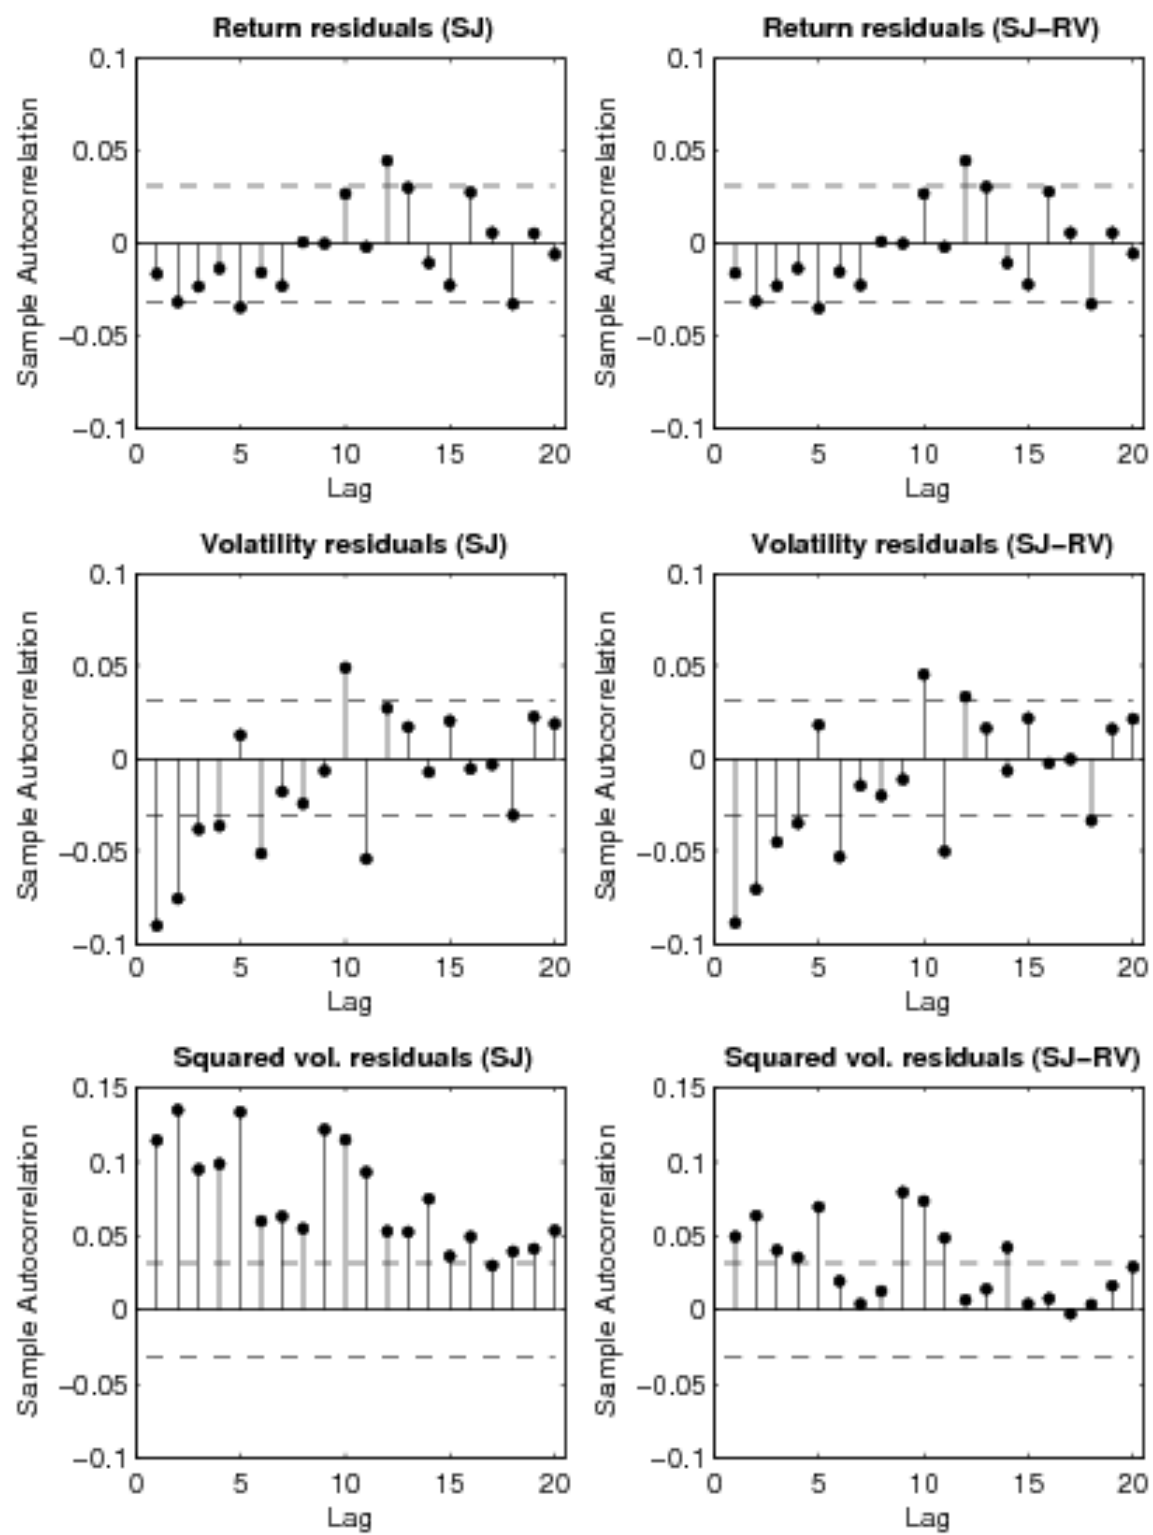 Return residuals (SJ)
0.1
0.05
0
−0.05
−0.1
Sample Autocorrelation
0 5 10 15 20
Lag
Return residuals (SJ−RV)
0.1
0.05
0
−0.05
−0.1
Sample Autocorrelation
0 5 10 15 20
Lag
Volatility residuals (SJ)
0.1
0.05
0
−0.05
−0.1
Sample Autocorrelation
0 5 10 15 20
Lag
Volatility residuals (SJ−RV)
0.1
0.05
0
−0.05
−0.1
Sample Autocorrelation
0 5 10 15 20
Lag
Squared vol. residuals (SJ)
0.15
0.1
0.05
0
−0.05
−0.1
Sample Autocorrelation
0 5 10 15 20
Lag
Squared vol. residuals (SJ−RV)
0.15
0.1
0.05
0
−0.05
−0.1
Sample Autocorrelation
0 5 10 15 20
Lag